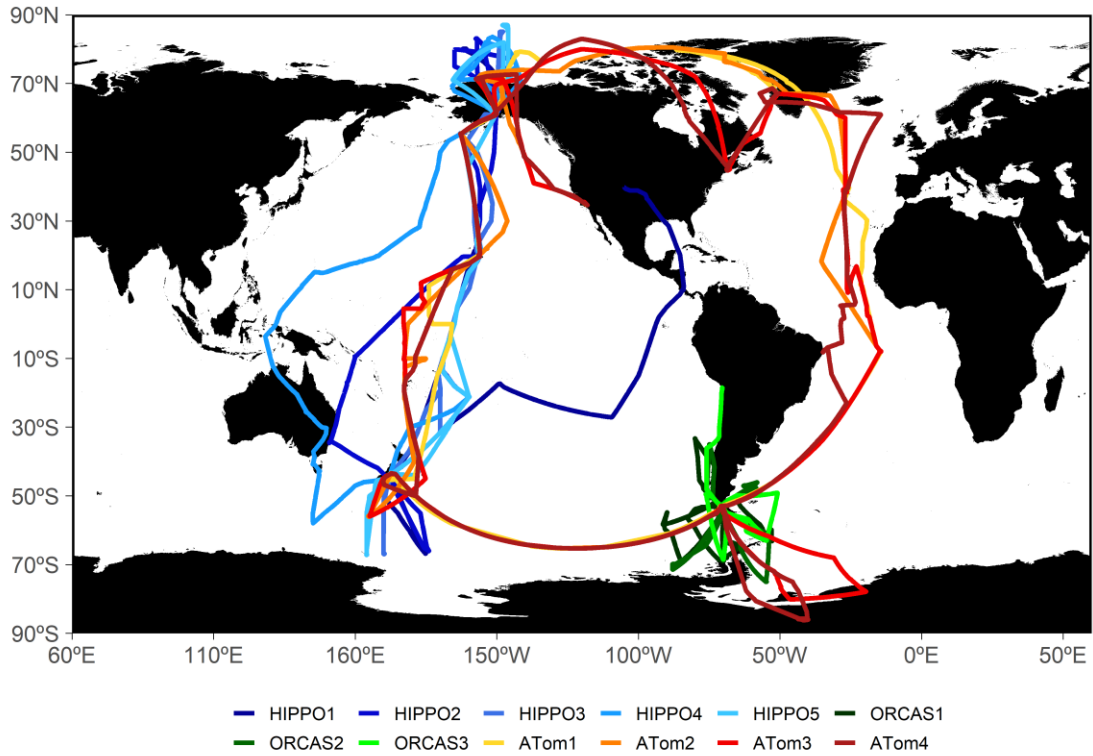 90ºN
70ºN
50ºN
30ºN
10ºN
10ºS
30ºS
50ºS
70ºS
90ºS
60ºE 110ºE 160ºE 150ºW 100ºW 50ºW 0ºE 50ºE
HIPPO1 HIPPO2 HIPPO3 HIPPO4 HIPPO5 ORCAS1
ORCAS2 ORCAS3 ATom1 ATom2 ATom3 ATom4